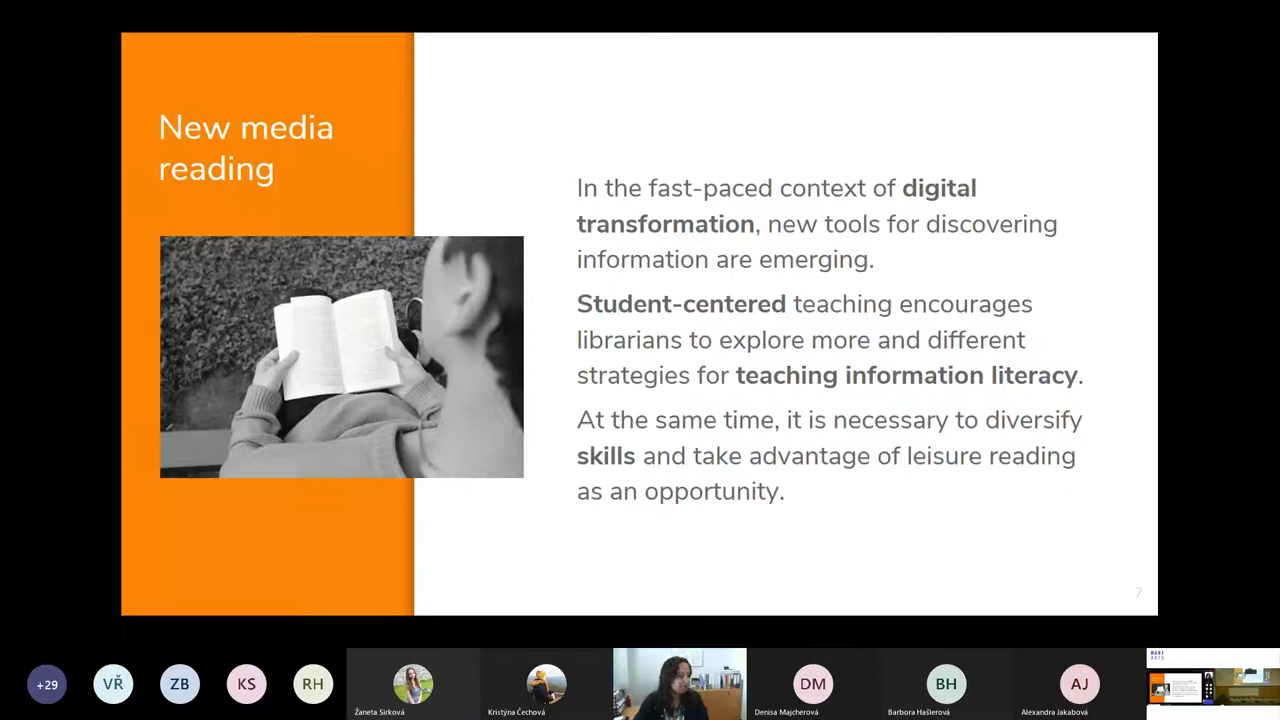 New media
reading
In the fast-paced context of digital
transformation, new tools for discovering
information are emerging.
Student-centered teaching encourages
librarians to explore more and different
strategies for teaching information literacy.
At the same time, it is necessary to diversify
skills and take advantage of leisure reading
as an opportunity.
7
+29
VŘ
ZB
KS
RH
Žaneta Sirková
Kristýna Čechová
DM
Denisa Majcherová
BH
Barbora Hašlerová
AJ
Alexandra Jakabová
MUNI
ARTS